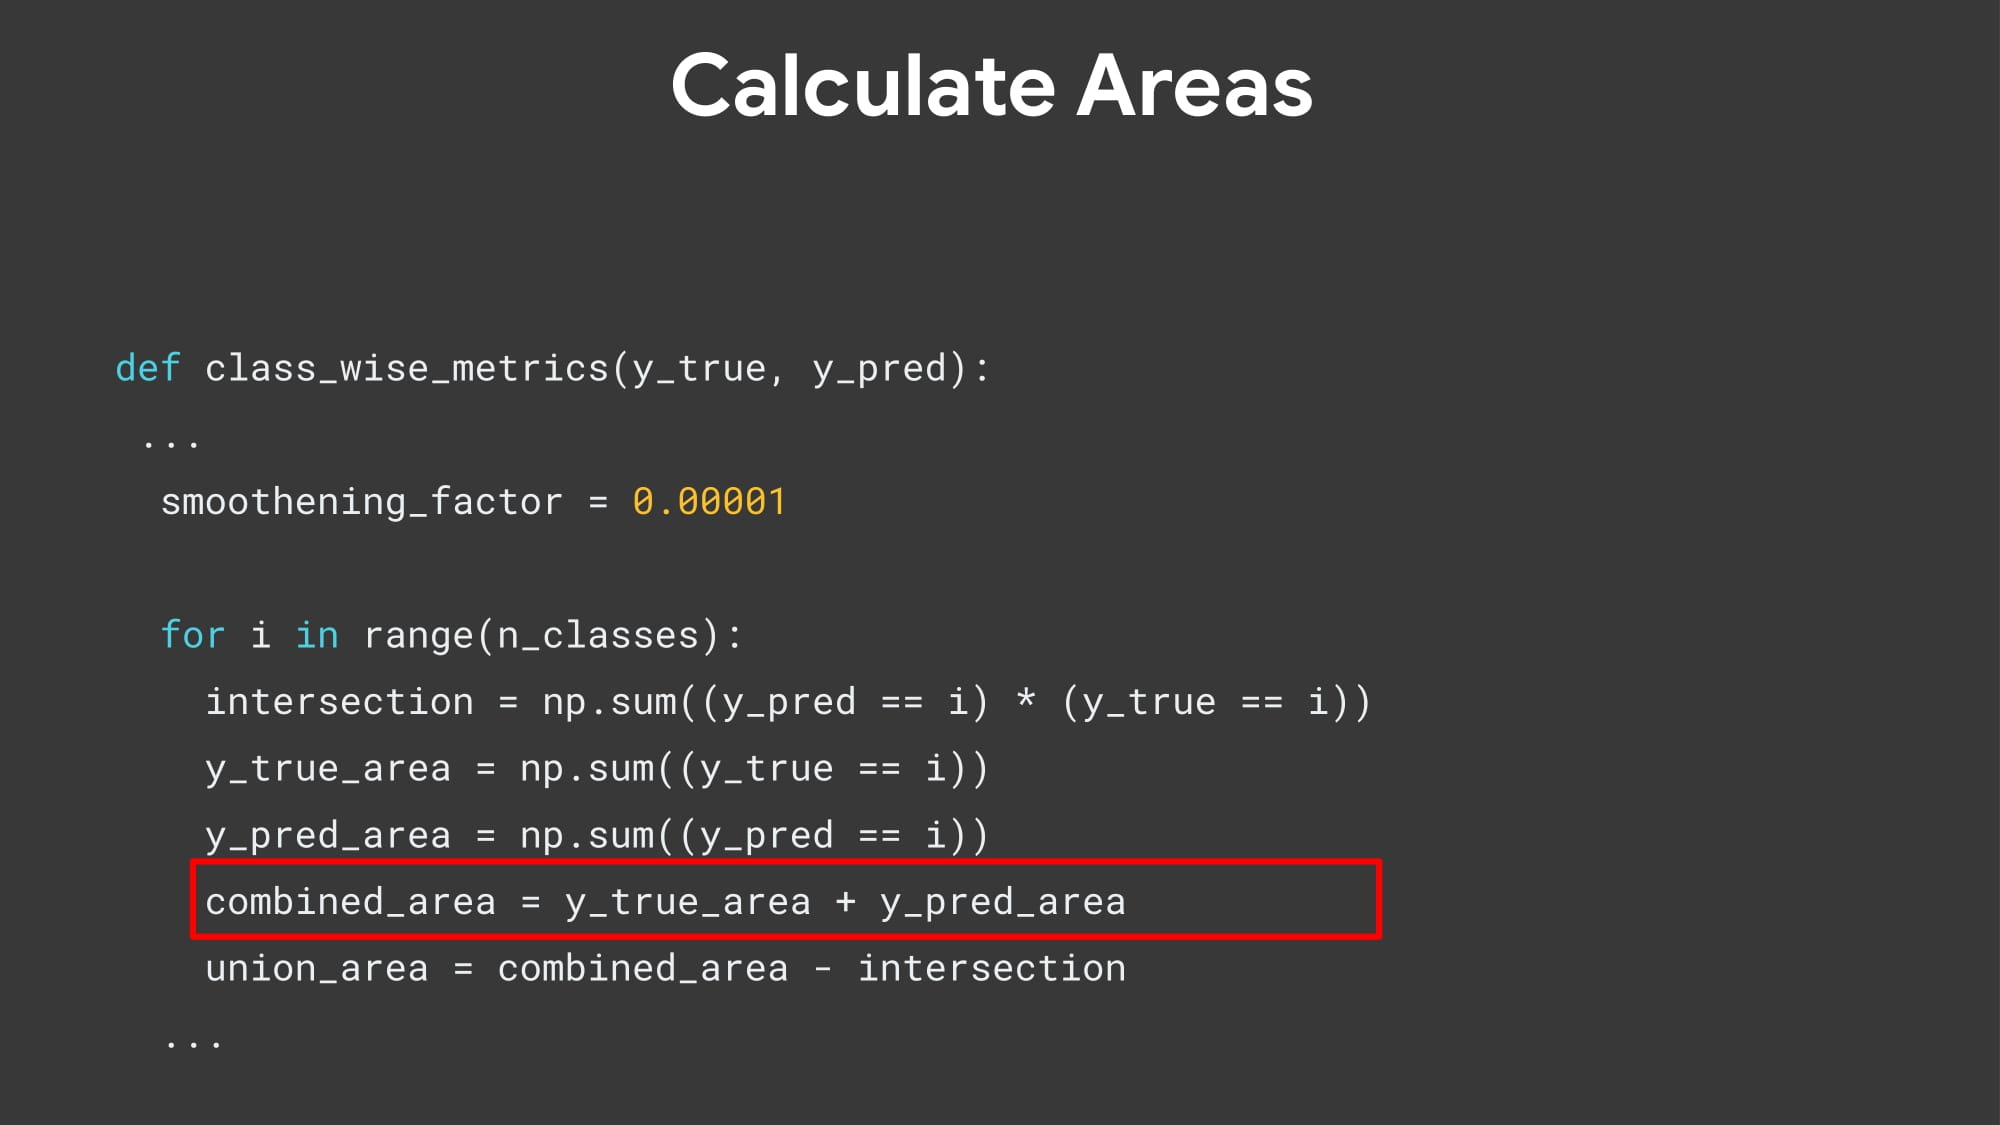 Calculate Areas
def class_wise_metrics(y_true, y_pred):
...
smoothening_factor = 0.00001
for i in range(n_classes):
intersection = np.sum((y_pred == i) * (y_true == i))
y_true_area = np.sum((y_true == i))
y_pred_area = np.sum((y_pred == i))
combined_area = y_true_area + y_pred_area
union_area = combined_area - intersection
...